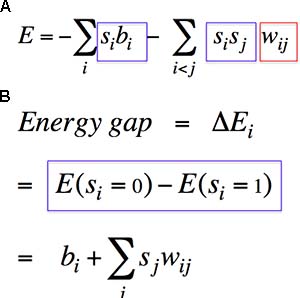 A
E = −∑ᵢ sᵢbᵢ − ∑ᵢ<ⱼ sᵢsⱼ wᵢⱼ
B
Energy gap = ΔEᵢ
= E(sᵢ = 0) − E(sᵢ = 1)
= bᵢ + ∑ⱼ sⱼwᵢⱼ